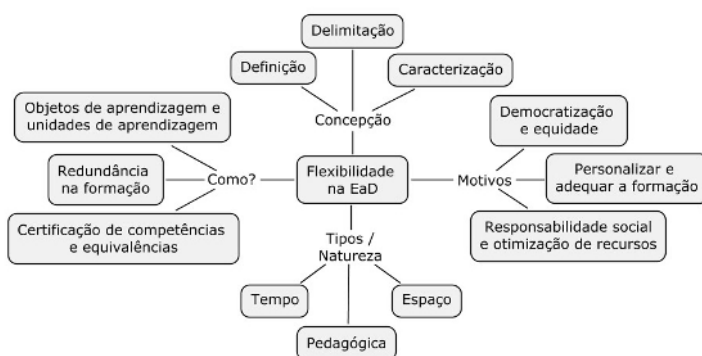 Delimitação
Definição
Caracterização
Concepção
Objetos de aprendizagem e
unidades de aprendizagem
Redundância
na formação
Certificação de competências
e equivalências
Como?
Flexibilidade
na EaD
Motivos
Democratização
e equidade
Personalizar e
adequar a formação
Responsabilidade social
e otimização de recursos
Tipos /
Natureza
Tempo
Espaço
Pedagógica